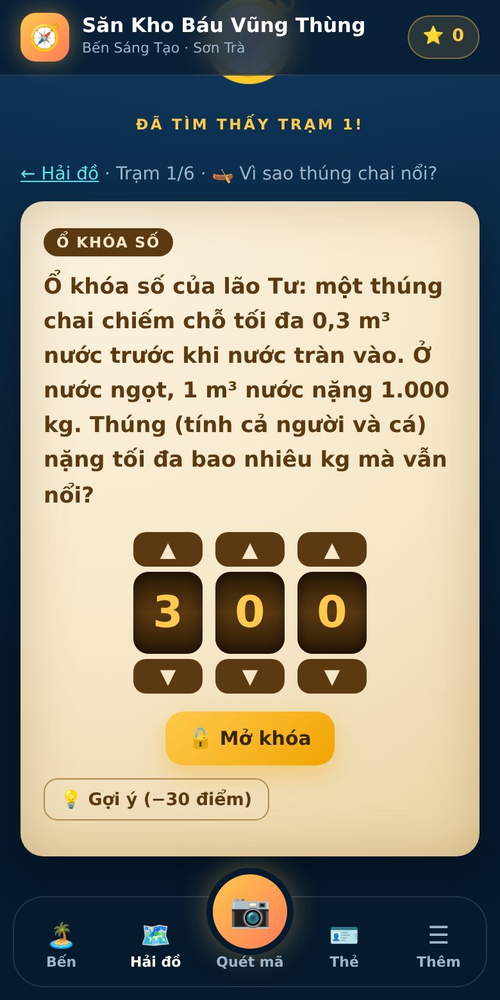 Săn Kho Báu Vũng Thùng
Bến Sáng Tạo · Sơn Trà
⭐ 0
ĐÃ TÌM THẤY TRẠM 1!
← Hải đồ · Trạm 1/6 · 🛶 Vì sao thúng chai nổi?
Ổ KHÓA SỐ
Ổ khóa số của lão Tư: một thúng
chai chiếm chỗ tối đa 0,3 m³
nước trước khi nước tràn vào. Ở
nước ngọt, 1 m³ nước nặng 1.000
kg. Thúng (tính cả người và cá)
nặng tối đa bao nhiêu kg mà vẫn
nổi?
▲ ▲ ▲
3 0 0
▼ ▼ ▼
🔓 Mở khóa
💡 Gợi ý (−30 điểm)
Bến Hải đồ Quét mã Thẻ Thêm